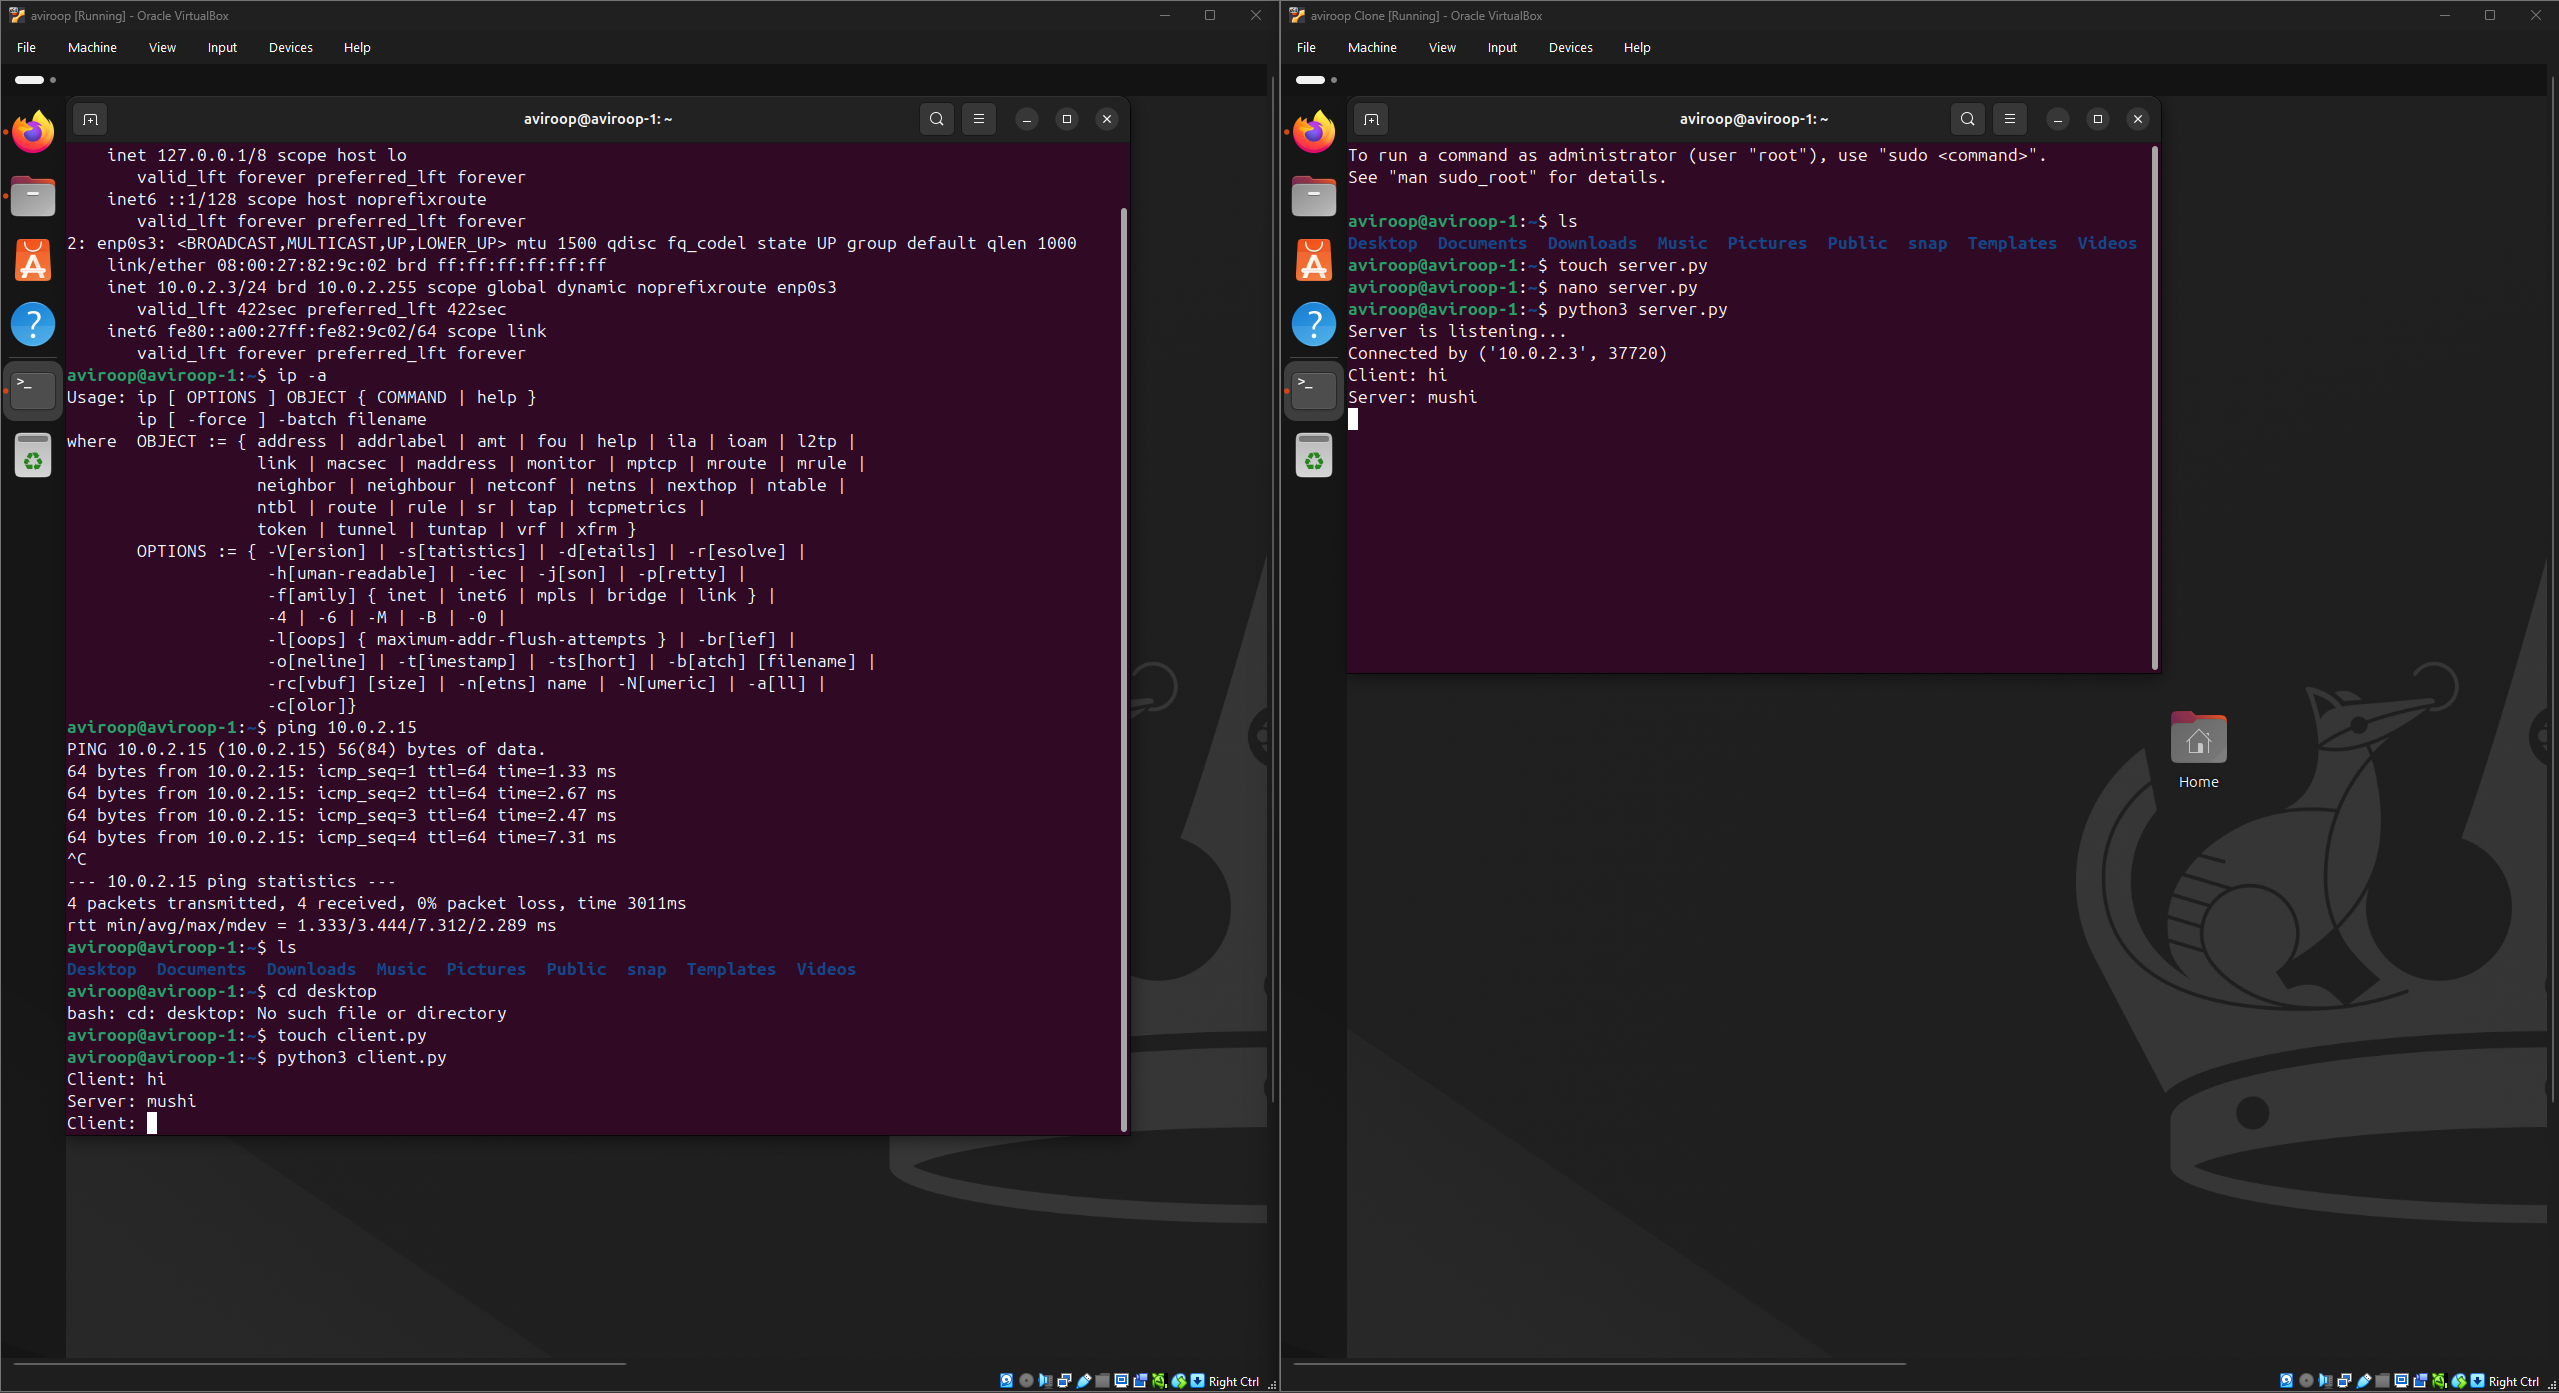 aviroop [Running] - Oracle VirtualBox
File Machine View Input Devices Help
aviroop@aviroop-1: ~
inet 127.0.0.1/8 scope host lo
valid_lft forever preferred_lft forever
inet6 ::1/128 scope host noprefixroute
valid_lft forever preferred_lft forever
2: enp0s3: <BROADCAST,MULTICAST,UP,LOWER_UP> mtu 1500 qdisc fq_codel state UP group default qlen 1000
link/ether 08:00:27:82:9c:02 brd ff:ff:ff:ff:ff:ff
inet 10.0.2.3/24 brd 10.0.2.255 scope global dynamic noprefixroute enp0s3
valid_lft 422sec preferred_lft 422sec
inet6 fe80::a00:27ff:fe82:9c02/64 scope link
valid_lft forever preferred_lft forever
aviroop@aviroop-1:~$ ip -a
Usage: ip [ OPTIONS ] OBJECT { COMMAND | help }
ip [ -force ] -batch filename
where OBJECT := { address | addrlabel | amt | fou | help | ila | ioam | l2tp |
link | macsec | maddress | monitor | mptcp | mroute | mrule |
neighbor | neighbour | netconf | netns | nexthop | ntable |
ntbl | route | rule | sr | tap | tcpmetrics |
token | tunnel | tuntap | vrf | xfrm }
OPTIONS := { -V[ersion] | -s[tatistics] | -d[etails] | -r[esolve] |
-h[uman-readable] | -iec | -j[son] | -p[retty] |
-f[amily] { inet | inet6 | mpls | bridge | link } |
-4 | -6 | -M | -B | -0 |
-l[oops] { maximum-addr-flush-attempts } | -br[ief] |
-o[neline] | -t[imestamp] | -ts[hort] | -b[atch] [filename] |
-rc[vbuf] [size] | -n[etns] name | -N[umeric] | -a[ll] |
-c[olor]}
aviroop@aviroop-1:~$ ping 10.0.2.15
PING 10.0.2.15 (10.0.2.15) 56(84) bytes of data.
64 bytes from 10.0.2.15: icmp_seq=1 ttl=64 time=1.33 ms
64 bytes from 10.0.2.15: icmp_seq=2 ttl=64 time=2.67 ms
64 bytes from 10.0.2.15: icmp_seq=3 ttl=64 time=2.47 ms
64 bytes from 10.0.2.15: icmp_seq=4 ttl=64 time=7.31 ms
^C
--- 10.0.2.15 ping statistics ---
4 packets transmitted, 4 received, 0% packet loss, time 3011ms
rtt min/avg/max/mdev = 1.333/3.444/7.312/2.289 ms
aviroop@aviroop-1:~$ ls
Desktop Documents Downloads Music Pictures Public snap Templates Videos
aviroop@aviroop-1:~$ cd desktop
bash: cd: desktop: No such file or directory
aviroop@aviroop-1:~$ touch client.py
aviroop@aviroop-1:~$ python3 client.py
Client: hi
Server: mushi
Client:
Right Ctrl
aviroop Clone [Running] - Oracle VirtualBox
File Machine View Input Devices Help
aviroop@aviroop-1: ~
To run a command as administrator (user "root"), use "sudo <command>".
See "man sudo_root" for details.
aviroop@aviroop-1:~$ ls
Desktop Documents Downloads Music Pictures Public snap Templates Videos
aviroop@aviroop-1:~$ touch server.py
aviroop@aviroop-1:~$ nano server.py
aviroop@aviroop-1:~$ python3 server.py
Server is listening...
Connected by ('10.0.2.3', 37720)
Client: hi
Server: mushi
Home
Right Ctrl